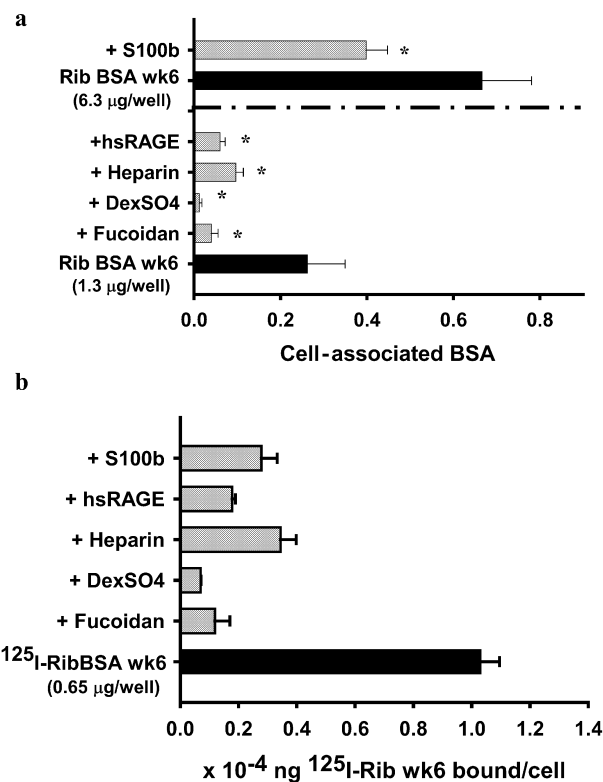 a
+ S100b *
Rib BSA wk6
(6.3 μg/well)
+hsRAGE *
+ Heparin *
+ DexSO4 *
+ Fucoidan *
Rib BSA wk6
(1.3 μg/well)
0.0 0.2 0.4 0.6 0.8
Cell-associated BSA
b
+ S100b
+ hsRAGE
+ Heparin
+ DexSO4
+ Fucoidan
¹²⁵I-RibBSA wk6
(0.65 μg/well)
0.0 0.2 0.4 0.6 0.8 1.0 1.2 1.4
x 10⁻⁴ ng ¹²⁵I-Rib wk6 bound/cell